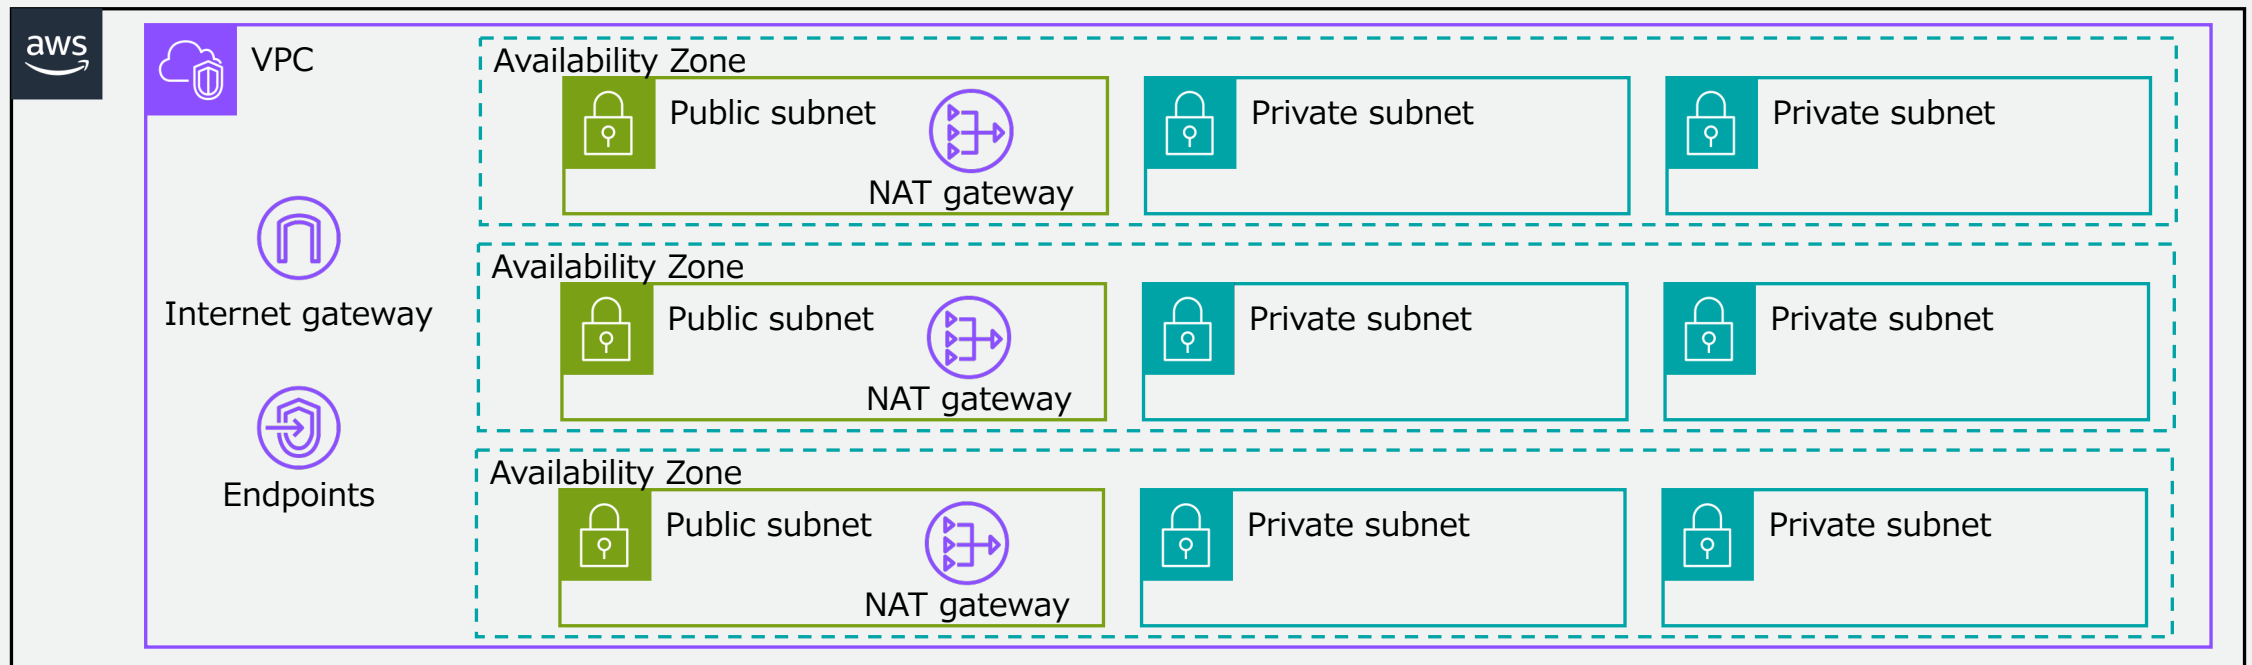 aws
VPC
Availability Zone
Public subnet
NAT gateway
Private subnet
Private subnet
Internet gateway
Endpoints
Availability Zone
Public subnet
NAT gateway
Private subnet
Private subnet
Availability Zone
Public subnet
NAT gateway
Private subnet
Private subnet